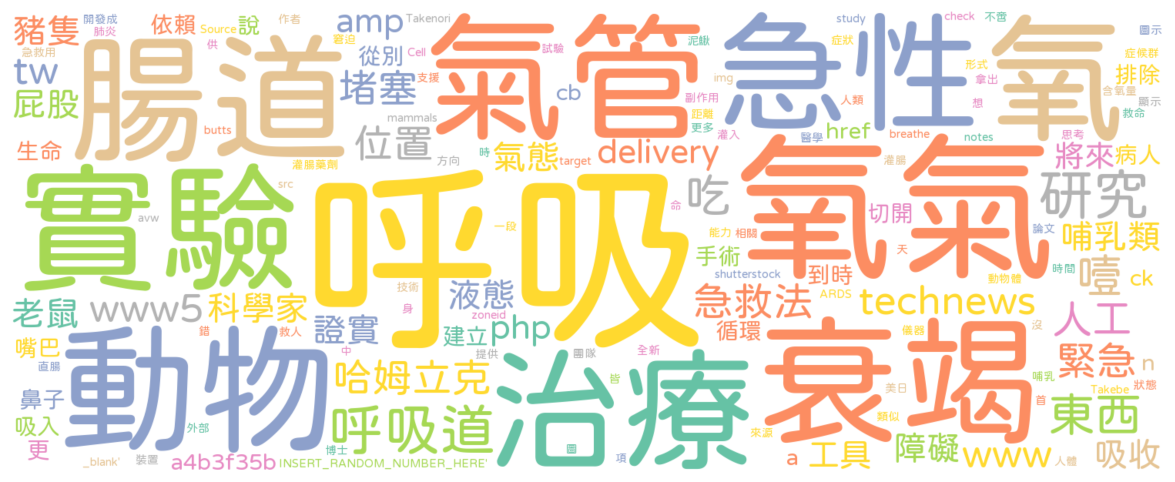 豬隻 開發成 肺炎 依賴 Source 作者 說 amp Takenori study check 不啻 圖示
急救用 供 窘迫 從別 Cell 試驗 泥鰍 症狀 形式 症候群
tw 腸道 堵塞 支援 氣管 img 急性 拿出 氧 排除
屁股 mammals cb 副作用 人類 想 含氧量 顯示
butts 位置 距離 更多 href breathe notes 救命
生命 灌腸藥劑 方向 時 氣態 target delivery 灌入 醫學 思考 將來 病人
實驗 src 呼吸 命 吃 氧氣 灌腸 研究
avw 一段 切開 能力 相關 論文 哺乳類
手術 天 shutterstock 到時 動物體 時間 噎 ck
老鼠 www5 科學家 技術 身 液態 zoneid 急救法 ARDS technews
錯 救人 證實 建立 php 循環 儀器 沒 人工
嘴巴 直腸 動物 中 提供 團隊 全新 衰竭 緊急 n
鼻子 外部 哈姆立克 治療 皆 美日 哺乳 狀態
吸入 呼吸道 類似 首 Takebe 東西
更 博士 圖 來源 障礙
_blank' 裝置 a4b3f35b INSERT_RANDOM_NUMBER_HERE' 項 a 工具 www 人體 吸收